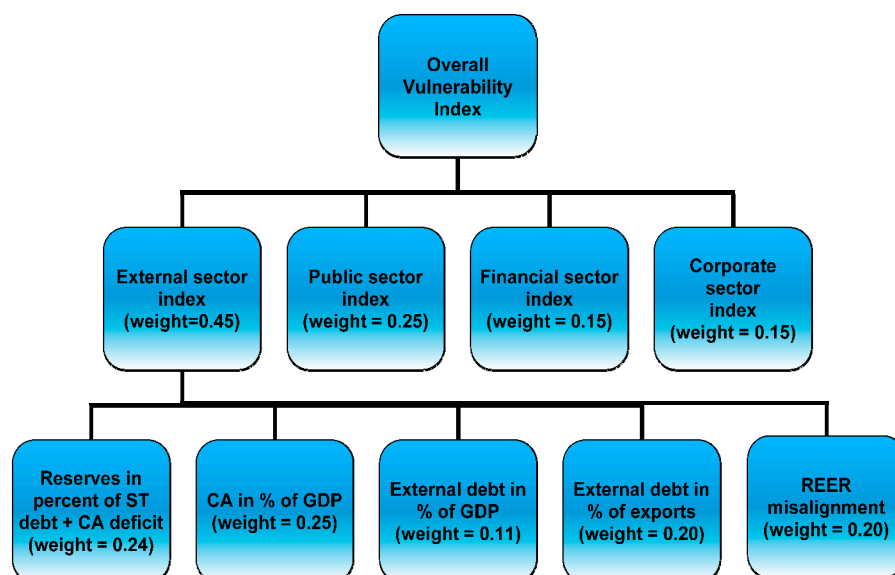 Overall
Vulnerability
Index
External sector
index
(weight=0.45)
Public sector
index
(weight = 0.25)
Financial sector
index
(weight = 0.15)
Corporate
sector
index
(weight = 0.15)
Reserves in
percent of ST
debt + CA deficit
(weight = 0.24)
CA in % of GDP
(weight = 0.25)
External debt in
% of GDP
(weight = 0.11)
External debt in
% of exports
(weight = 0.20)
REER
misalignment
(weight = 0.20)